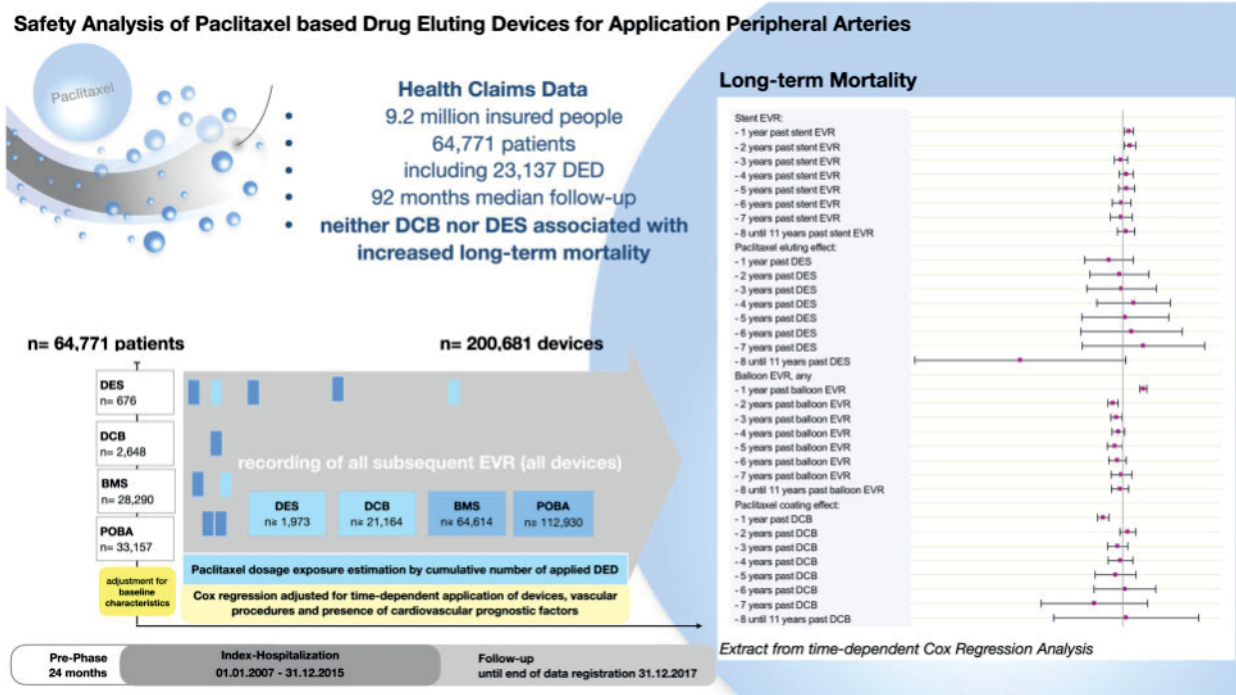 Safety Analysis of Paclitaxel based Drug Eluting Devices for Application Peripheral Arteries
Paclitaxel
Health Claims Data
• 9.2 million insured people
• 64,771 patients
• including 23,137 DED
• 92 months median follow-up
• neither DCB nor DES associated with
increased long-term mortality
n= 64,771 patients
n= 200,681 devices
DES
n= 676
DCB
n= 2,648
BMS
n= 28,290
POBA
n= 33,157
adjustment for
baseline
characteristics
recording of all subsequent EVR (all devices)
DES
n≥ 1,973
DCB
n≥ 21,164
BMS
n≥ 64,614
POBA
n≥ 112,930
Paclitaxel dosage exposure estimation by cumulative number of applied DED
Cox regression adjusted for time-dependent application of devices, vascular
procedures and presence of cardiovascular prognostic factors
Pre-Phase
24 months
Index-Hospitalization
01.01.2007 - 31.12.2015
Follow-up
until end of data registration 31.12.2017
Long-term Mortality
Stent EVR:
- 1 year past stent EVR
- 2 years past stent EVR
- 3 years past stent EVR
- 4 years past stent EVR
- 5 years past stent EVR
- 6 years past stent EVR
- 7 years past stent EVR
- 8 until 11 years past stent EVR
Paclitaxel eluting effect:
- 1 year past DES
- 2 years past DES
- 3 years past DES
- 4 years past DES
- 5 years past DES
- 6 years past DES
- 7 years past DES
- 8 until 11 years past DES
Balloon EVR, any
- 1 year past balloon EVR
- 2 years past balloon EVR
- 3 years past balloon EVR
- 4 years past balloon EVR
- 5 years past balloon EVR
- 6 years past balloon EVR
- 7 years past balloon EVR
- 8 until 11 years past balloon EVR
Paclitaxel coating effect:
- 1 year past DCB
- 2 years past DCB
- 3 years past DCB
- 4 years past DCB
- 5 years past DCB
- 6 years past DCB
- 7 years past DCB
- 8 until 11 years past DCB
Extract from time-dependent Cox Regression Analysis